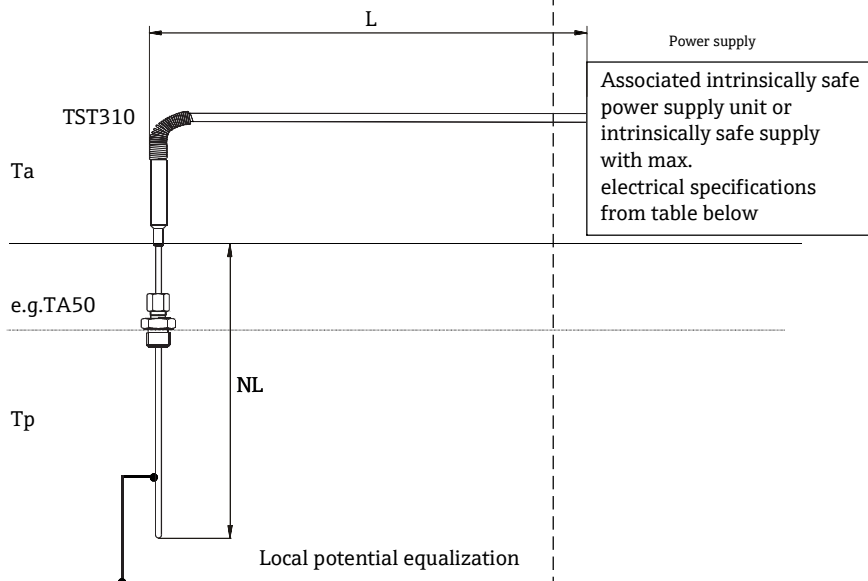 L
Power supply
Associated intrinsically safe
power supply unit or
intrinsically safe supply
with max.
electrical specifications
from table below
TST310
Ta
e.g.TA50
NL
Tp
Local potential equalization